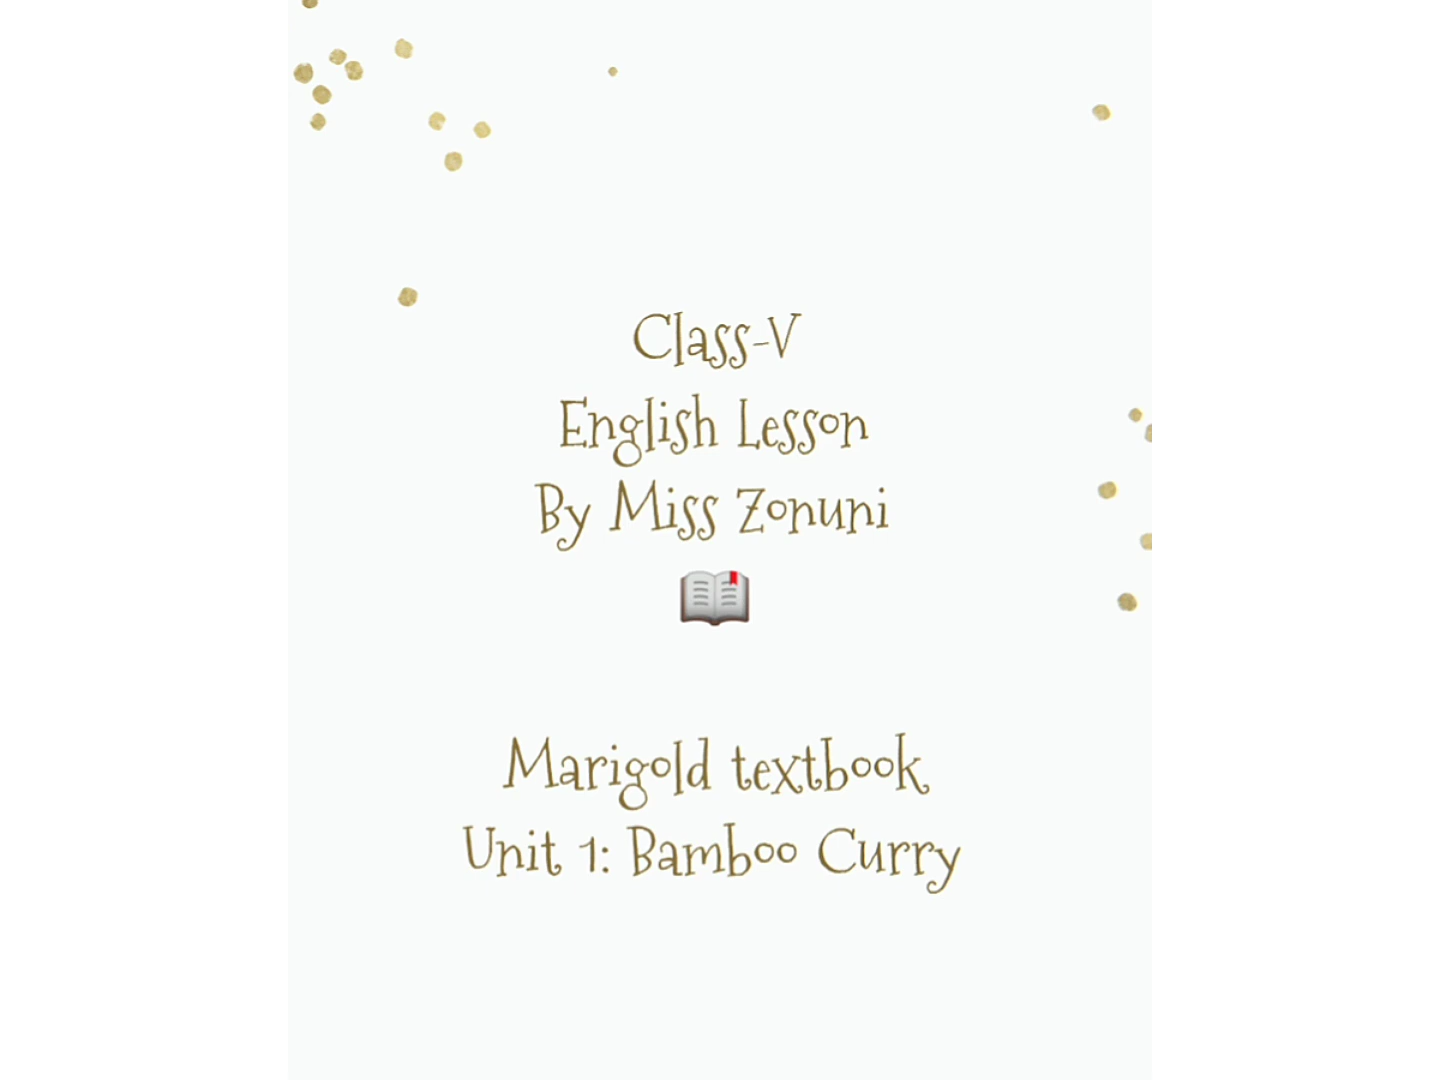 Class-V
English Lesson
By Miss Zonuni
Marigold textbook
Unit 1: Bamboo Curry